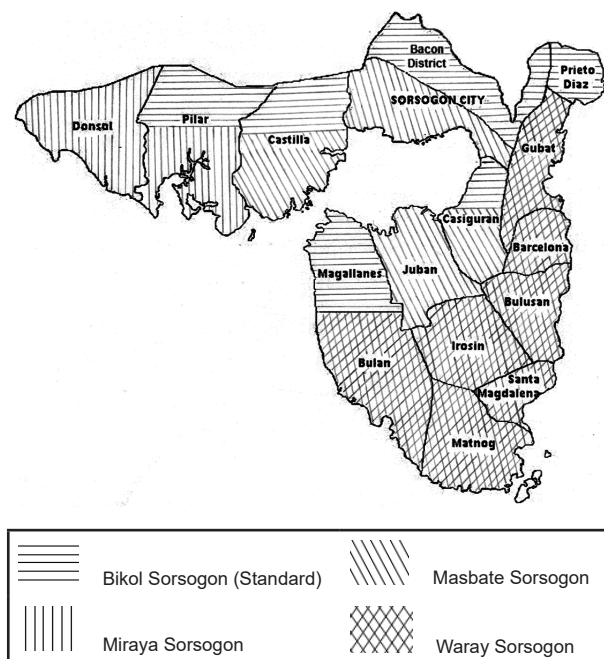 Bacon
District
Prieto
Diaz
SORSOGON CITY
Donsol
Pilar
Castilla
Gubat
Casiguran
Barcelona
Magallanes
Juban
Bulusan
Irosin
Bulan
Santa
Magdalena
Matnog
Bikol Sorsogon (Standard)
Masbate Sorsogon
Miraya Sorsogon
Waray Sorsogon